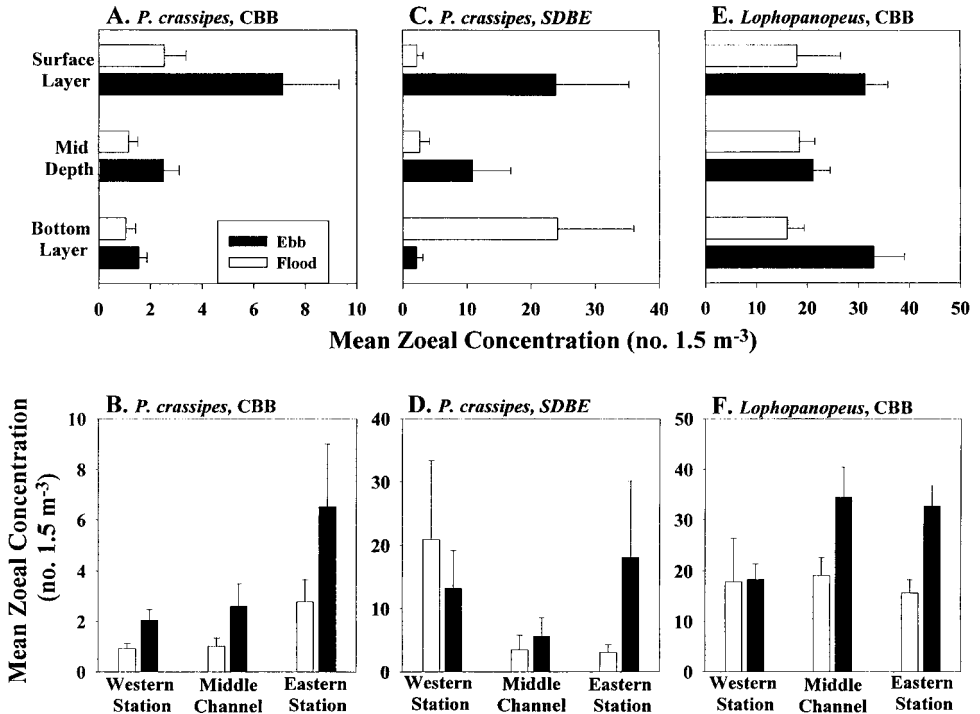 A. P. crassipes, CBB
C. P. crassipes, SDBE
E. Lophopanopeus, CBB
Surface
Layer
Mid
Depth
Bottom
Layer
Ebb
Flood
0 2 4 6 8 10
0 10 20 30 40
0 10 20 30 40 50
Mean Zoeal Concentration (no. 1.5 m-3)
B. P. crassipes, CBB
D. P. crassipes, SDBE
F. Lophopanopeus, CBB
Mean Zoeal Concentration
(no. 1.5 m-3)
10
8
6
4
2
0
40
30
20
10
0
50
40
30
20
10
0
Western
Station
Middle
Channel
Eastern
Station
Western
Station
Middle
Channel
Eastern
Station
Western
Station
Middle
Channel
Eastern
Station